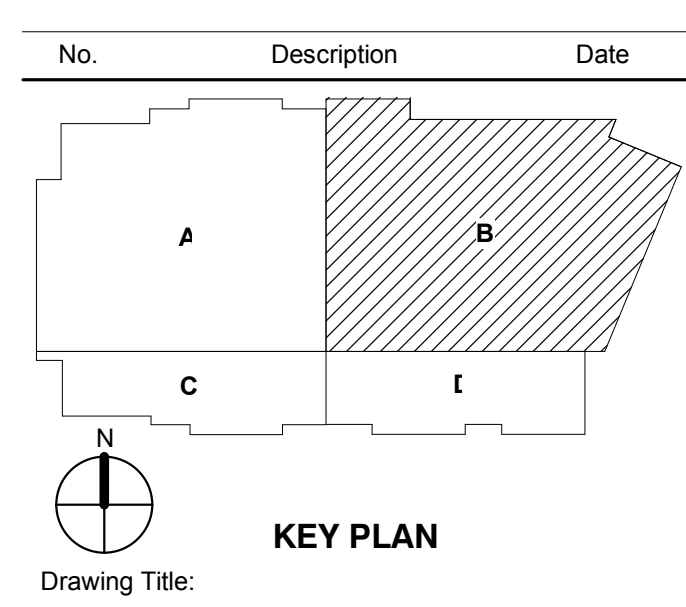 No. Description Date
A B
C D
N
KEY PLAN
Drawing Title: